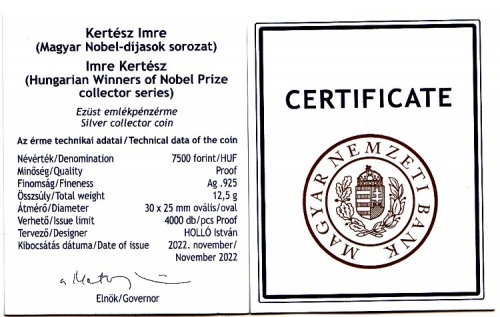 Kertész Imre
(Magyar Nobel-díjasok sorozat)
Imre Kertész
(Hungarian Winners of Nobel Prize
collector series)
Ezüst emlékpénzérme
Silver collector coin
Az érme technikai adatai/Technical data of the coin
Névérték/Denomination 7500 forint/HUF
Minőség/Quality Proof
Finomság/Fineness Ag .925
Összsúly/Total weight 12,5 g
Átmérő/Diameter 30 x 25 mm ovális/oval
Verhető/Issue limit 4000 db/pcs Proof
Tervező/Designer HOLLÓ István
Kibocsátás dátuma/Date of issue 2022. november/
November 2022
Elnök/Governor
CERTIFICATE
MAGYAR NEMZETI BANK